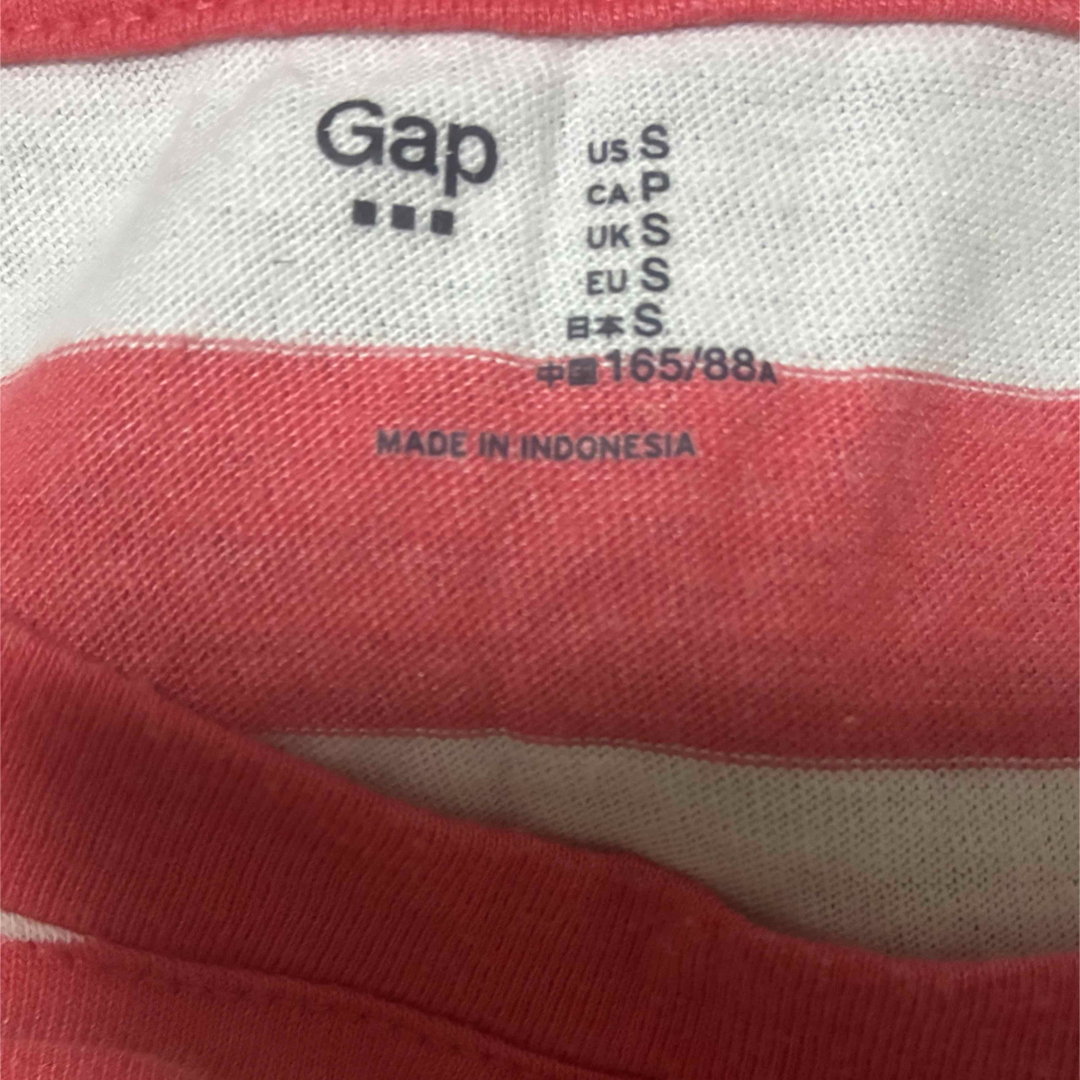 Gap
US S
CA P
UK S
EU S
日本 S
中国 165/88A
MADE IN INDONESIA